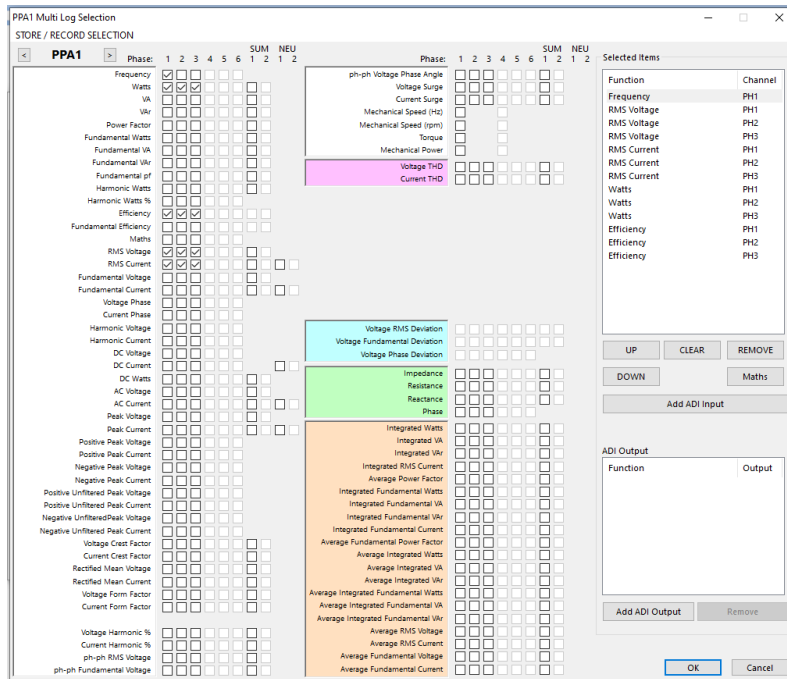 PPA1 Multi Log Selection
STORE / RECORD SELECTION
< PPA1 > Phase: 1 2 3 4 5 6 SUM 1 2 NEU 1 2
Frequency
Watts
VA
VAr
Power Factor
Fundamental Watts
Fundamental VA
Fundamental VAr
Fundamental pf
Harmonic Watts
Harmonic Watts %
Efficiency
Fundamental Efficiency
Maths
RMS Voltage
RMS Current
Fundamental Voltage
Fundamental Current
Voltage Phase
Current Phase
Harmonic Voltage
Harmonic Current
DC Voltage
DC Current
DC Watts
AC Voltage
AC Current
Peak Voltage
Peak Current
Positive Peak Voltage
Positive Peak Current
Negative Peak Voltage
Negative Peak Current
Positive Unfiltered Peak Voltage
Positive Unfiltered Peak Current
Negative UnfilteredPeak Voltage
Negative Unfiltered Peak Current
Voltage Crest Factor
Current Crest Factor
Rectified Mean Voltage
Rectified Mean Current
Voltage Form Factor
Current Form Factor
Voltage Harmonic %
Current Harmonic %
ph-ph RMS Voltage
ph-ph Fundamental Voltage
Phase: 1 2 3 4 5 6 SUM 1 2 NEU 1 2
ph-ph Voltage Phase Angle
Voltage Surge
Current Surge
Mechanical Speed (Hz)
Mechanical Speed (rpm)
Torque
Mechanical Power
Voltage THD
Current THD
Voltage RMS Deviation
Voltage Fundamental Deviation
Voltage Phase Deviation
Impedance
Resistance
Reactance
Phase
Integrated Watts
Integrated VA
Integrated VAr
Integrated RMS Current
Average Power Factor
Integrated Fundamental Watts
Integrated Fundamental VA
Integrated Fundamental VAr
Integrated Fundamental Current
Average Fundamental Power Factor
Average Integrated Watts
Average Integrated VA
Average Integrated VAr
Average Integrated Fundamental Watts
Average Integrated Fundamental VA
Average Integrated Fundamental VAr
Average RMS Voltage
Average RMS Current
Average Fundamental Voltage
Average Fundamental Current
Selected Items
Function Channel
Frequency PH1
RMS Voltage PH1
RMS Voltage PH2
RMS Voltage PH3
RMS Current PH1
RMS Current PH2
RMS Current PH3
Watts PH1
Watts PH2
Watts PH3
Efficiency PH1
Efficiency PH2
Efficiency PH3
UP CLEAR REMOVE
DOWN Maths
Add ADI Input
ADI Output
Function Output
Add ADI Output Remove
OK Cancel